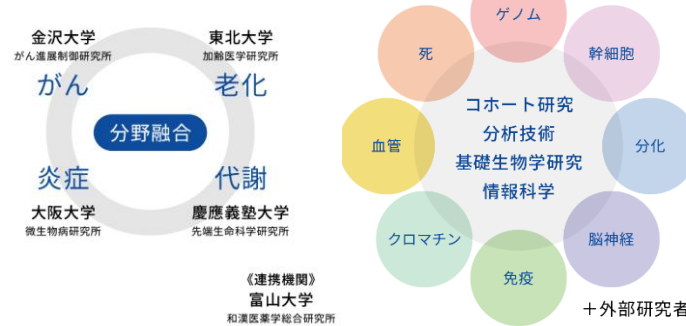 金沢大学
がん進展制御研究所
がん
東北大学
加齢医学研究所
老化
分野融合
炎症
大阪大学
微生物病研究所
代謝
慶應義塾大学
先端生命科学研究所
《連携機関》
富山大学
和漢医薬学総合研究所
ゲノム
死
幹細胞
血管
コホート研究
分析技術
基礎生物学研究
情報科学
分化
クロマチン
脳神経
免疫
＋外部研究者